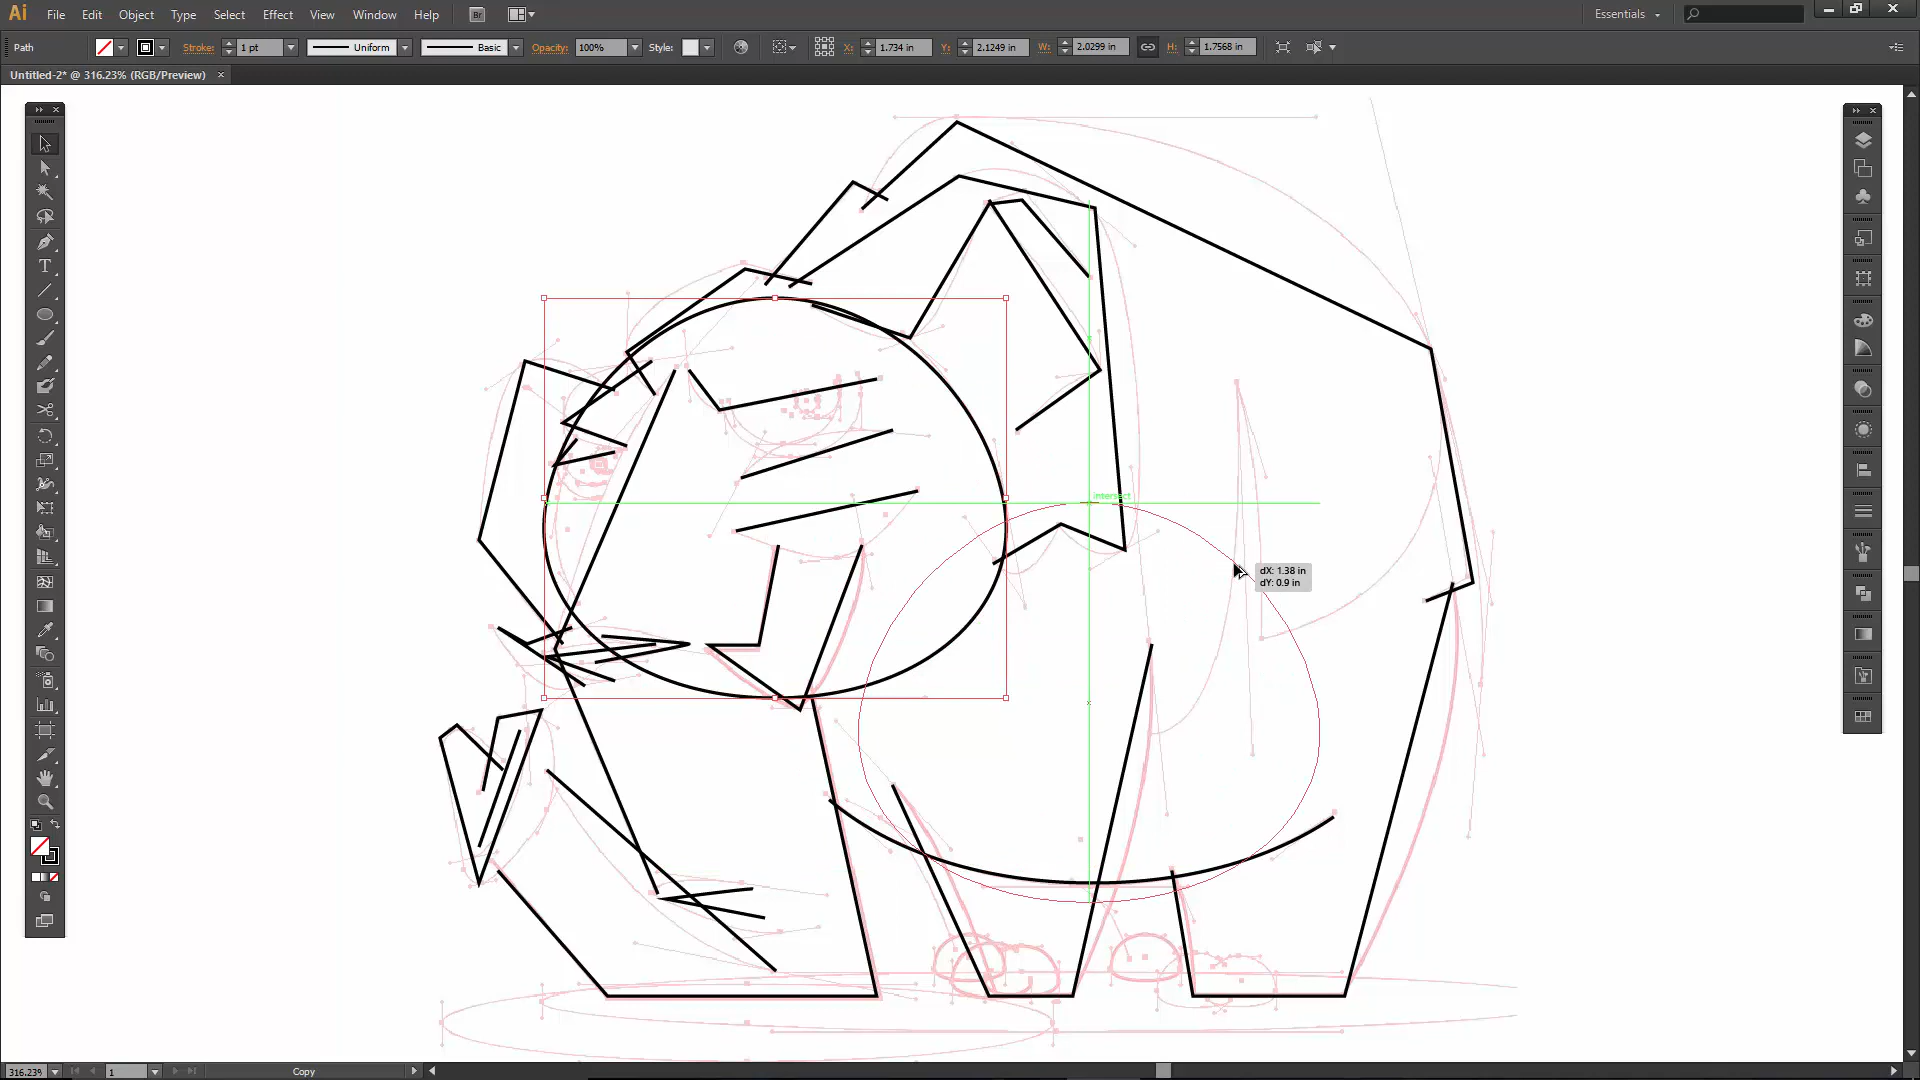 Ai File Edit Object Type Select Effect View Window Help Br Essentials
Path Stroke: 1 pt Uniform Basic Opacity: 100% Style: X: 1.734 in Y: 2.1249 in W: 2.0299 in H: 1.7568 in
Untitled-2* @ 316.23% (RGB/Preview) ×
intersect
dX: 1.38 in
dY: 0.9 in
316.23% 1 Copy